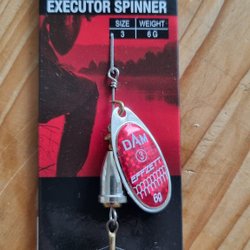 EXECUTOR SPINNER
SIZE WEIGHT
3 6 G
DAM
3
EFFZETT
6g